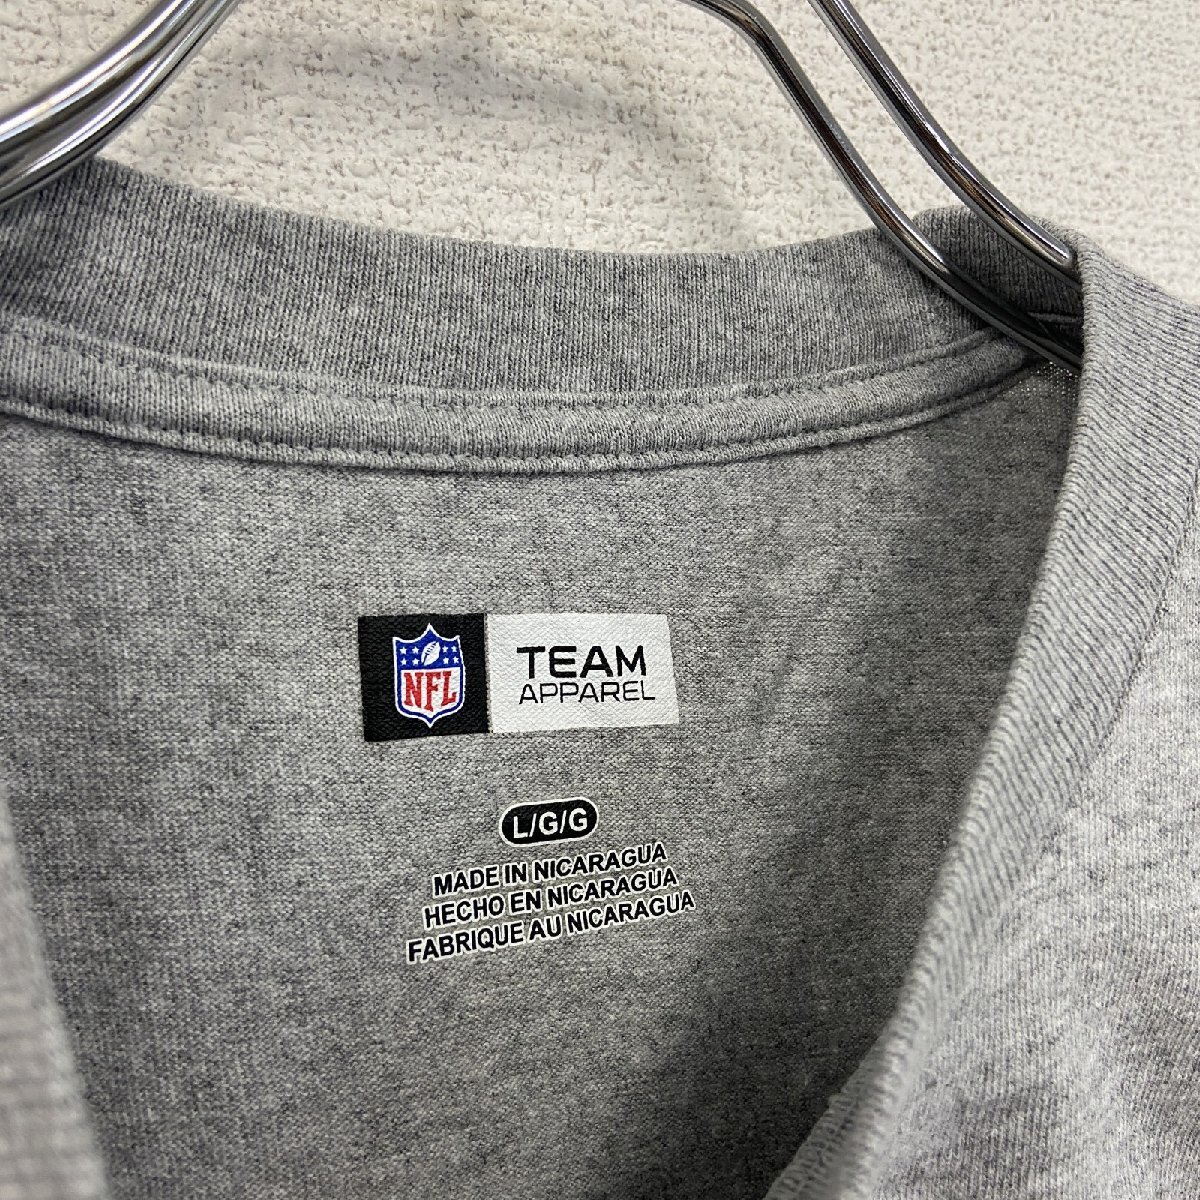 NFL
TEAM
APPAREL
L/G/G
MADE IN NICARAGUA
HECHO EN NICARAGUA
FABRIQUE AU NICARAGUA